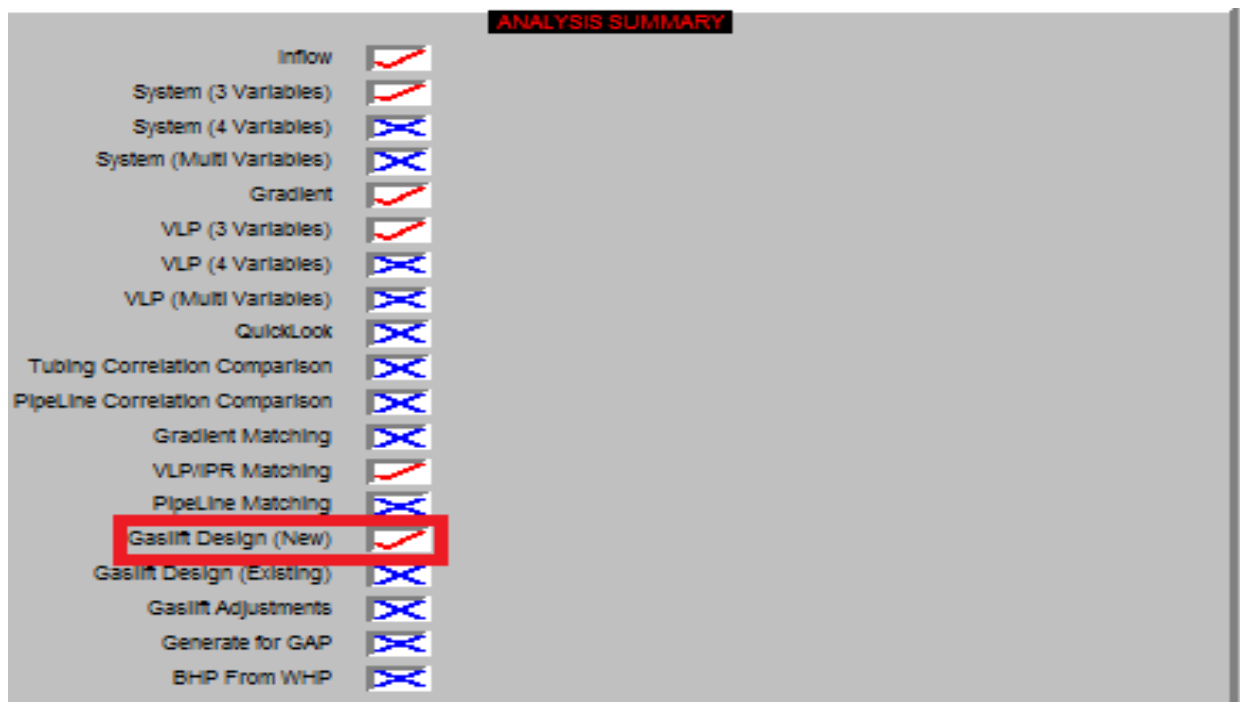 ANALYSIS SUMMARY
Inflow
System (3 Variables)
System (4 Variables)
System (Multi Variables)
Gradient
VLP (3 Variables)
VLP (4 Variables)
VLP (Multi Variables)
QuickLook
Tubing Correlation Comparison
PipeLine Correlation Comparison
Gradient Matching
VLP/IPR Matching
PipeLine Matching
Gaslift Design (New)
Gaslift Design (Existing)
Gaslift Adjustments
Generate for GAP
BHP From WHP